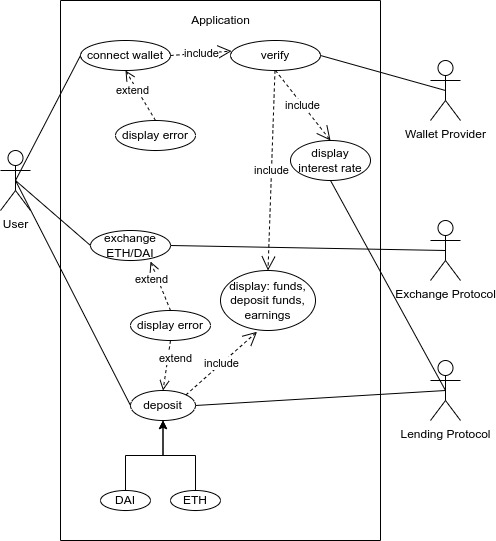 Application
connect wallet
include
verify
extend
include
display error
Wallet Provider
display
interest rate
include
User
exchange
ETH/DAI
extend
display: funds,
deposit funds,
earnings
Exchange Protocol
display error
extend
include
deposit
Lending Protocol
DAI
ETH